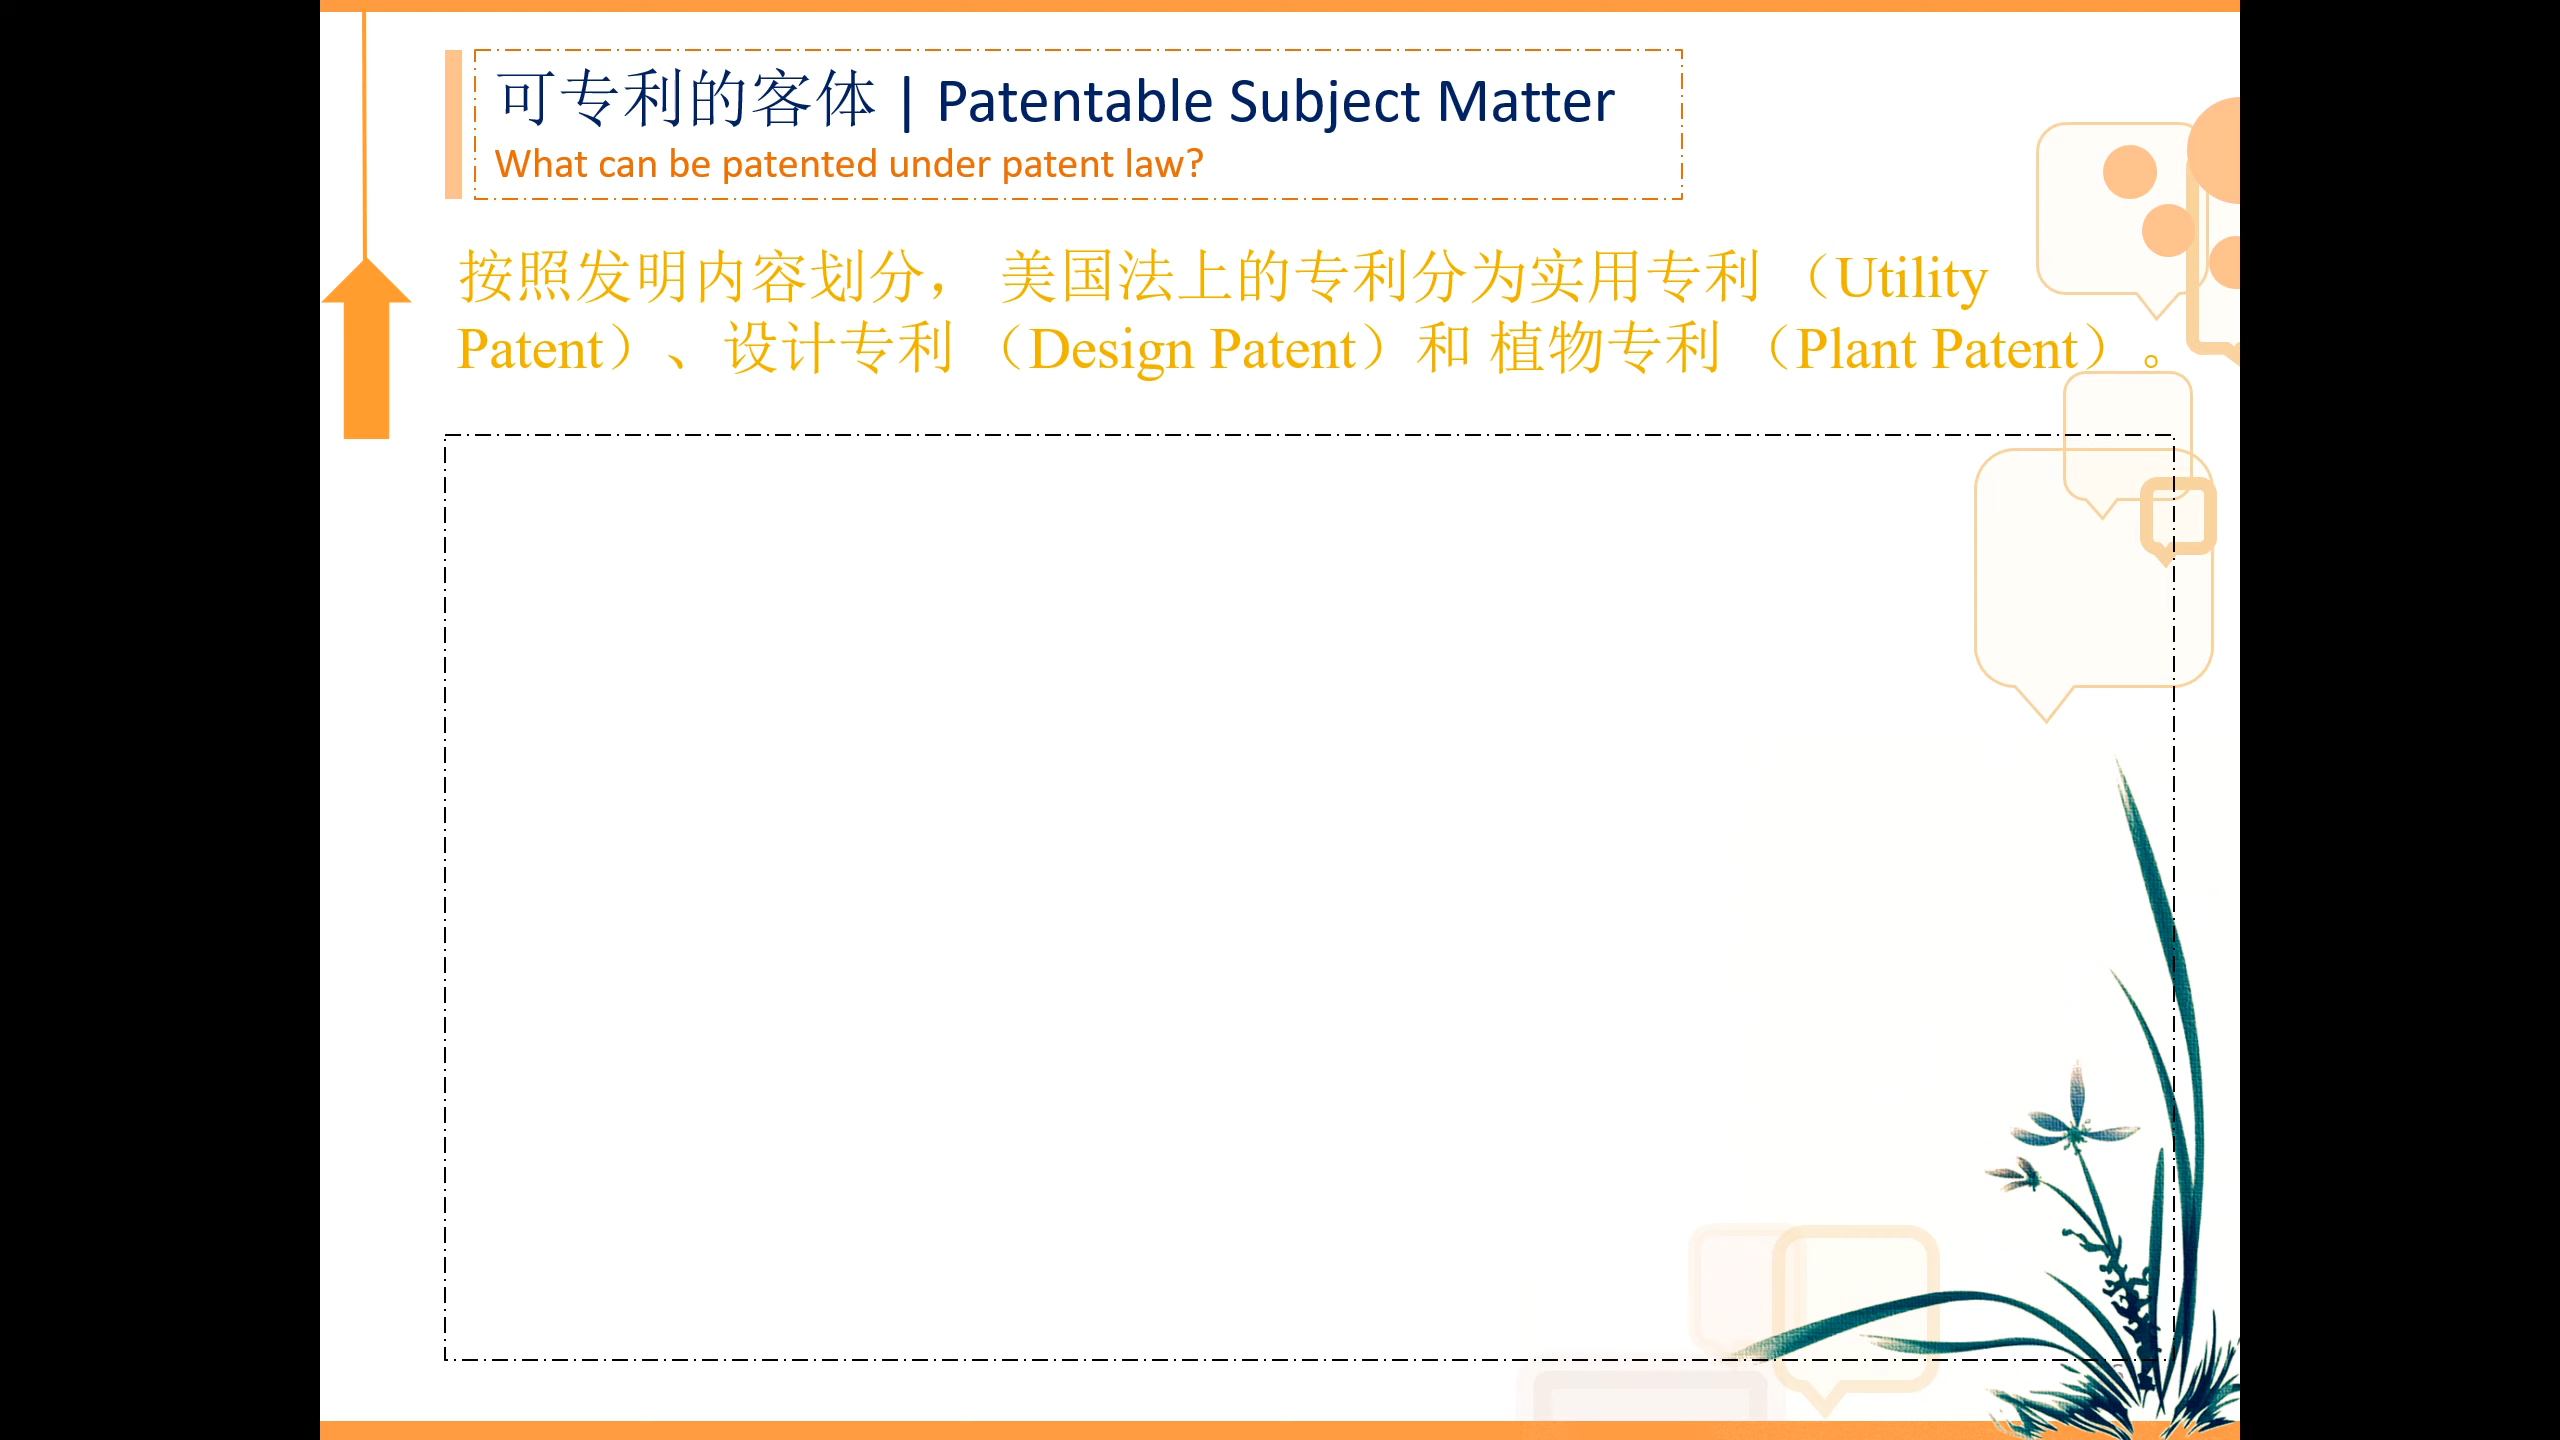 可专利的客体 | Patentable Subject Matter
What can be patented under patent law?
按照发明内容划分， 美国法上的专利分为实用专利 （Utility
Patent）、设计专利 （Design Patent）和 植物专利 （Plant Patent）。